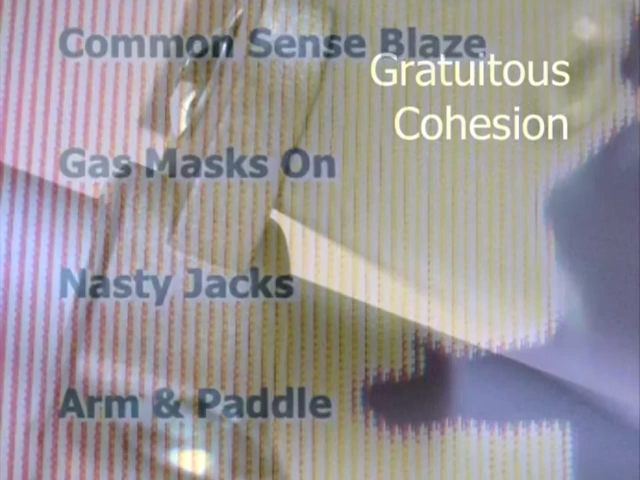 Common Sense Blaze
Gratuitous
Cohesion
Gas Masks On
Nasty Jacks
Arm & Paddle